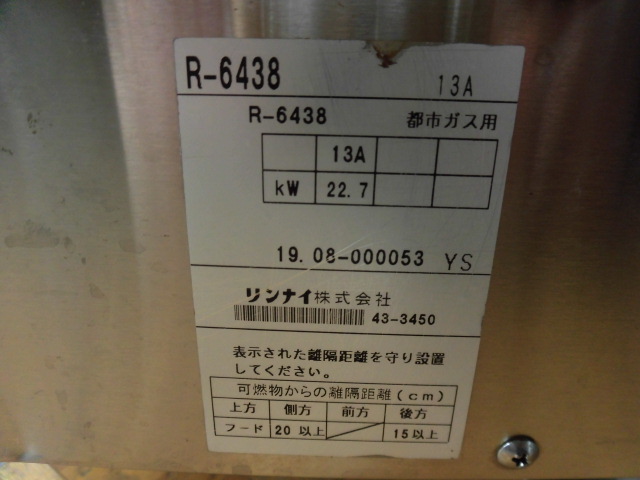 R-6438 13A
R-6438 都市ガス用
13A
kW 22.7
19.08-000053 YS
リンナイ株式会社
43-3450
表示された離隔距離を守り設置
してください。
可燃物からの離隔距離(cm)
上方 側方 前方 後方
フード 20以上 15以上